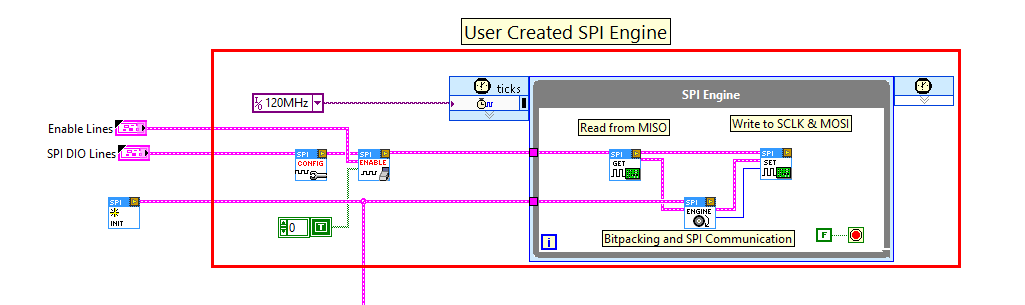 User Created SPI Engine
120MHz
ticks
SPI Engine
Enable Lines
SPI DIO Lines
Read from MISO
Write to SCLK & MOSI
SPI
CONFIG
SPI
ENABLE
SPI
GET
SPI
SET
SPI
INIT
0
T
SPI
ENGINE
i
Bitpacking and SPI Communication
F